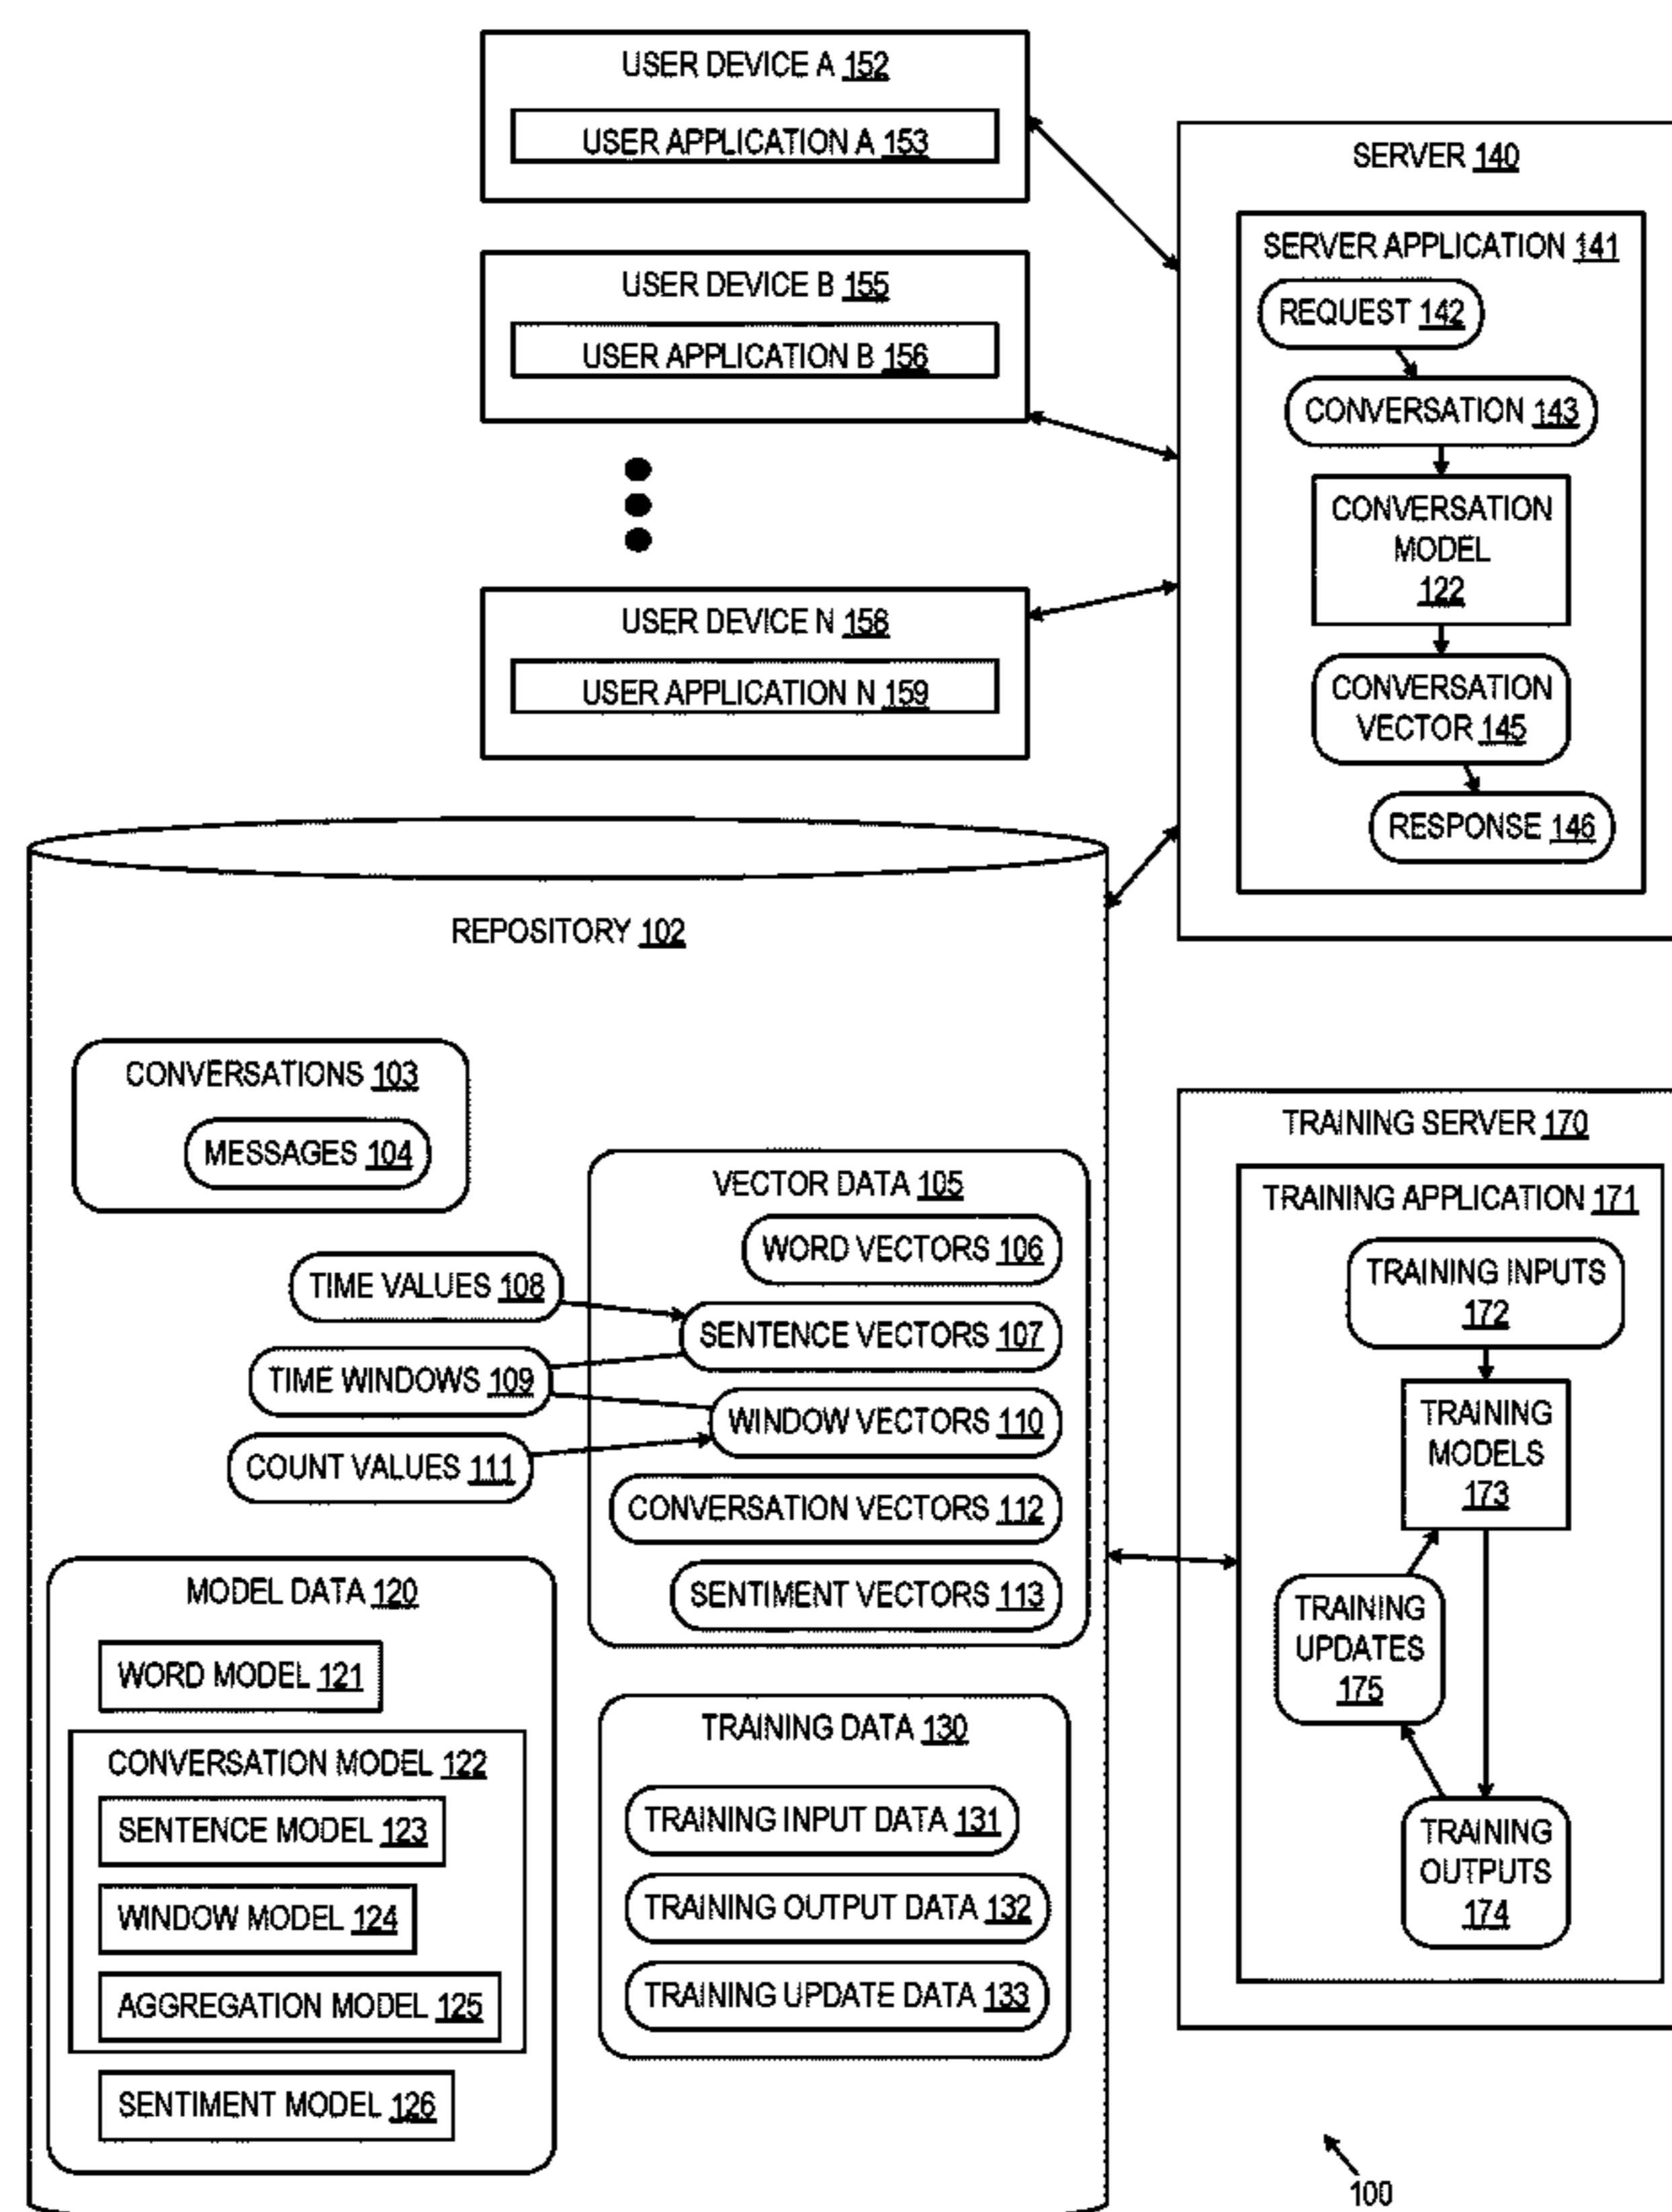 USER DEVICE A 152
USER APPLICATION A 153
USER DEVICE B 155
USER APPLICATION B 156
USER DEVICE N 158
USER APPLICATION N 159
SERVER 140
SERVER APPLICATION 141
REQUEST 142
CONVERSATION 143
CONVERSATION
MODEL
122
CONVERSATION
VECTOR 145
RESPONSE 146
REPOSITORY 102
CONVERSATIONS 103
MESSAGES 104
VECTOR DATA 105
WORD VECTORS 106
TIME VALUES 108
SENTENCE VECTORS 107
TIME WINDOWS 109
WINDOW VECTORS 110
COUNT VALUES 111
CONVERSATION VECTORS 112
SENTIMENT VECTORS 113
MODEL DATA 120
WORD MODEL 121
CONVERSATION MODEL 122
SENTENCE MODEL 123
WINDOW MODEL 124
AGGREGATION MODEL 125
SENTIMENT MODEL 126
TRAINING DATA 130
TRAINING INPUT DATA 131
TRAINING OUTPUT DATA 132
TRAINING UPDATE DATA 133
TRAINING SERVER 170
TRAINING APPLICATION 171
TRAINING INPUTS
172
TRAINING
MODELS
173
TRAINING
UPDATES
175
TRAINING
OUTPUTS
174
100